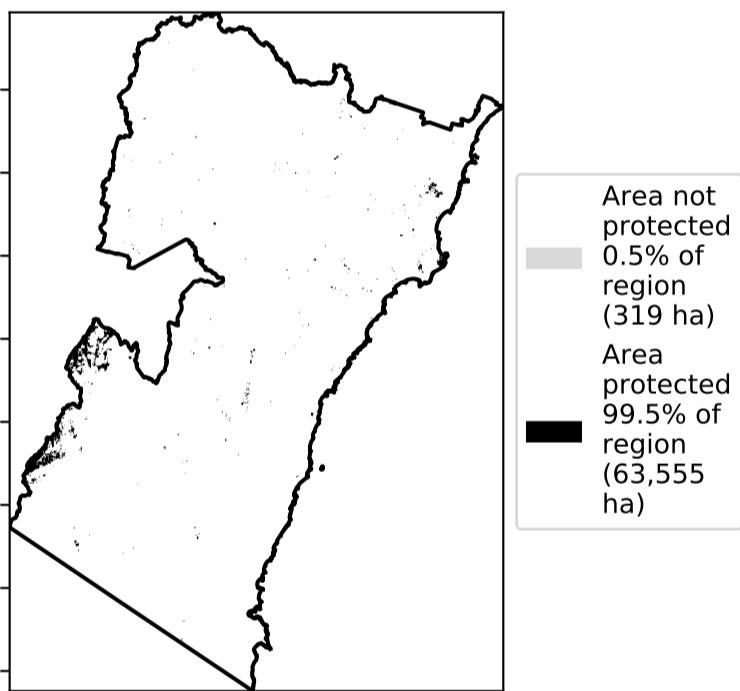 Area not
protected
0.5% of
region
(319 ha)
Area
protected
99.5% of
region
(63,555
ha)